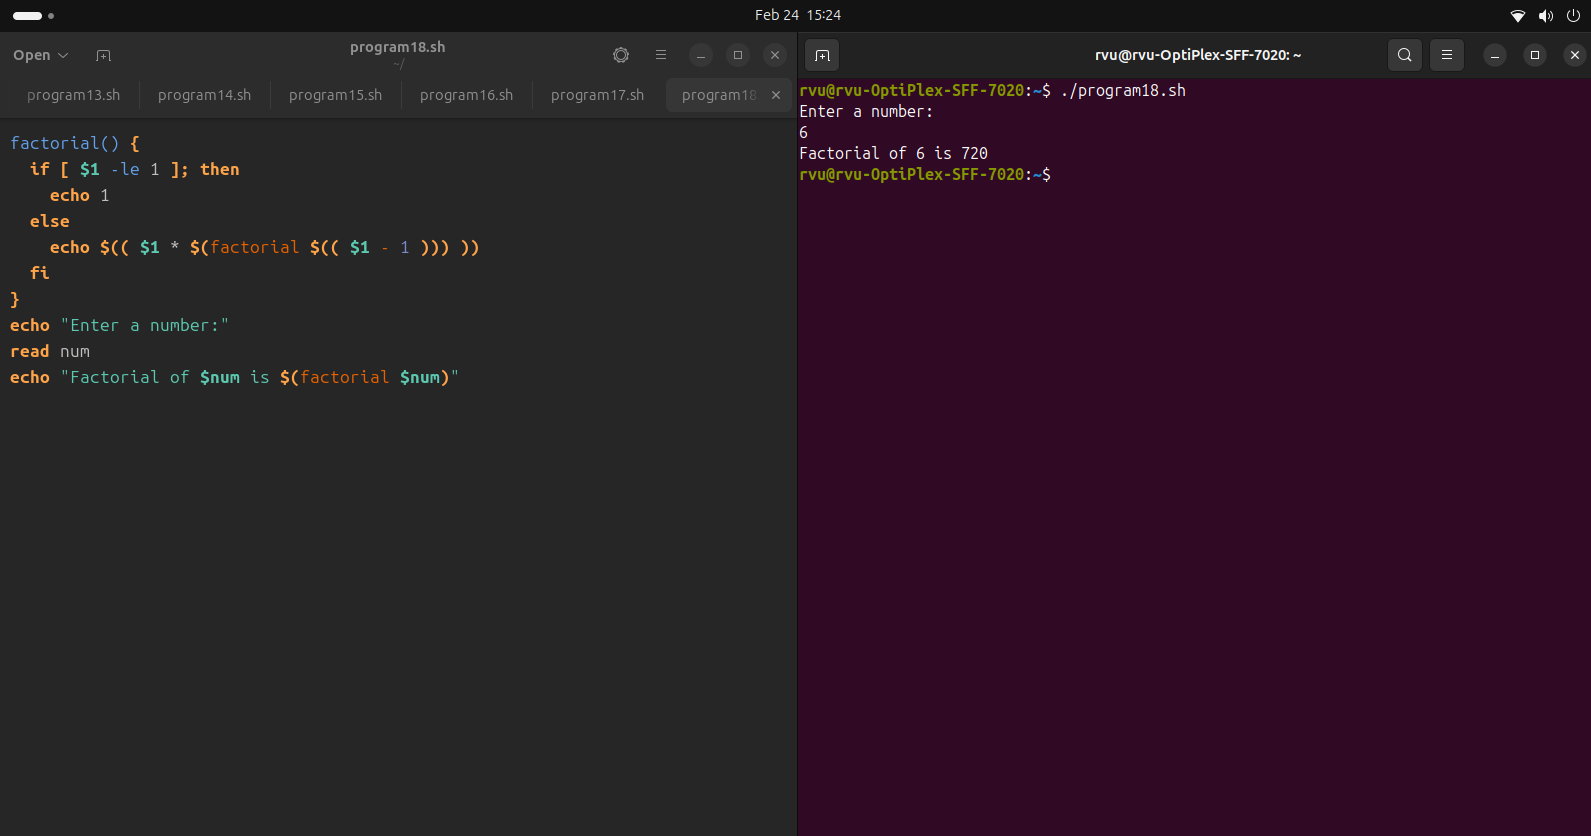 Feb 24 15:24
Open
program18.sh
~/
program13.sh program14.sh program15.sh program16.sh program17.sh program18
factorial() {
  if [ $1 -le 1 ]; then
    echo 1
  else
    echo $(( $1 * $(factorial $(( $1 - 1 ))) ))
  fi
}
echo "Enter a number:"
read num
echo "Factorial of $num is $(factorial $num)"
rvu@rvu-OptiPlex-SFF-7020: ~
rvu@rvu-OptiPlex-SFF-7020:~$ ./program18.sh
Enter a number:
6
Factorial of 6 is 720
rvu@rvu-OptiPlex-SFF-7020:~$